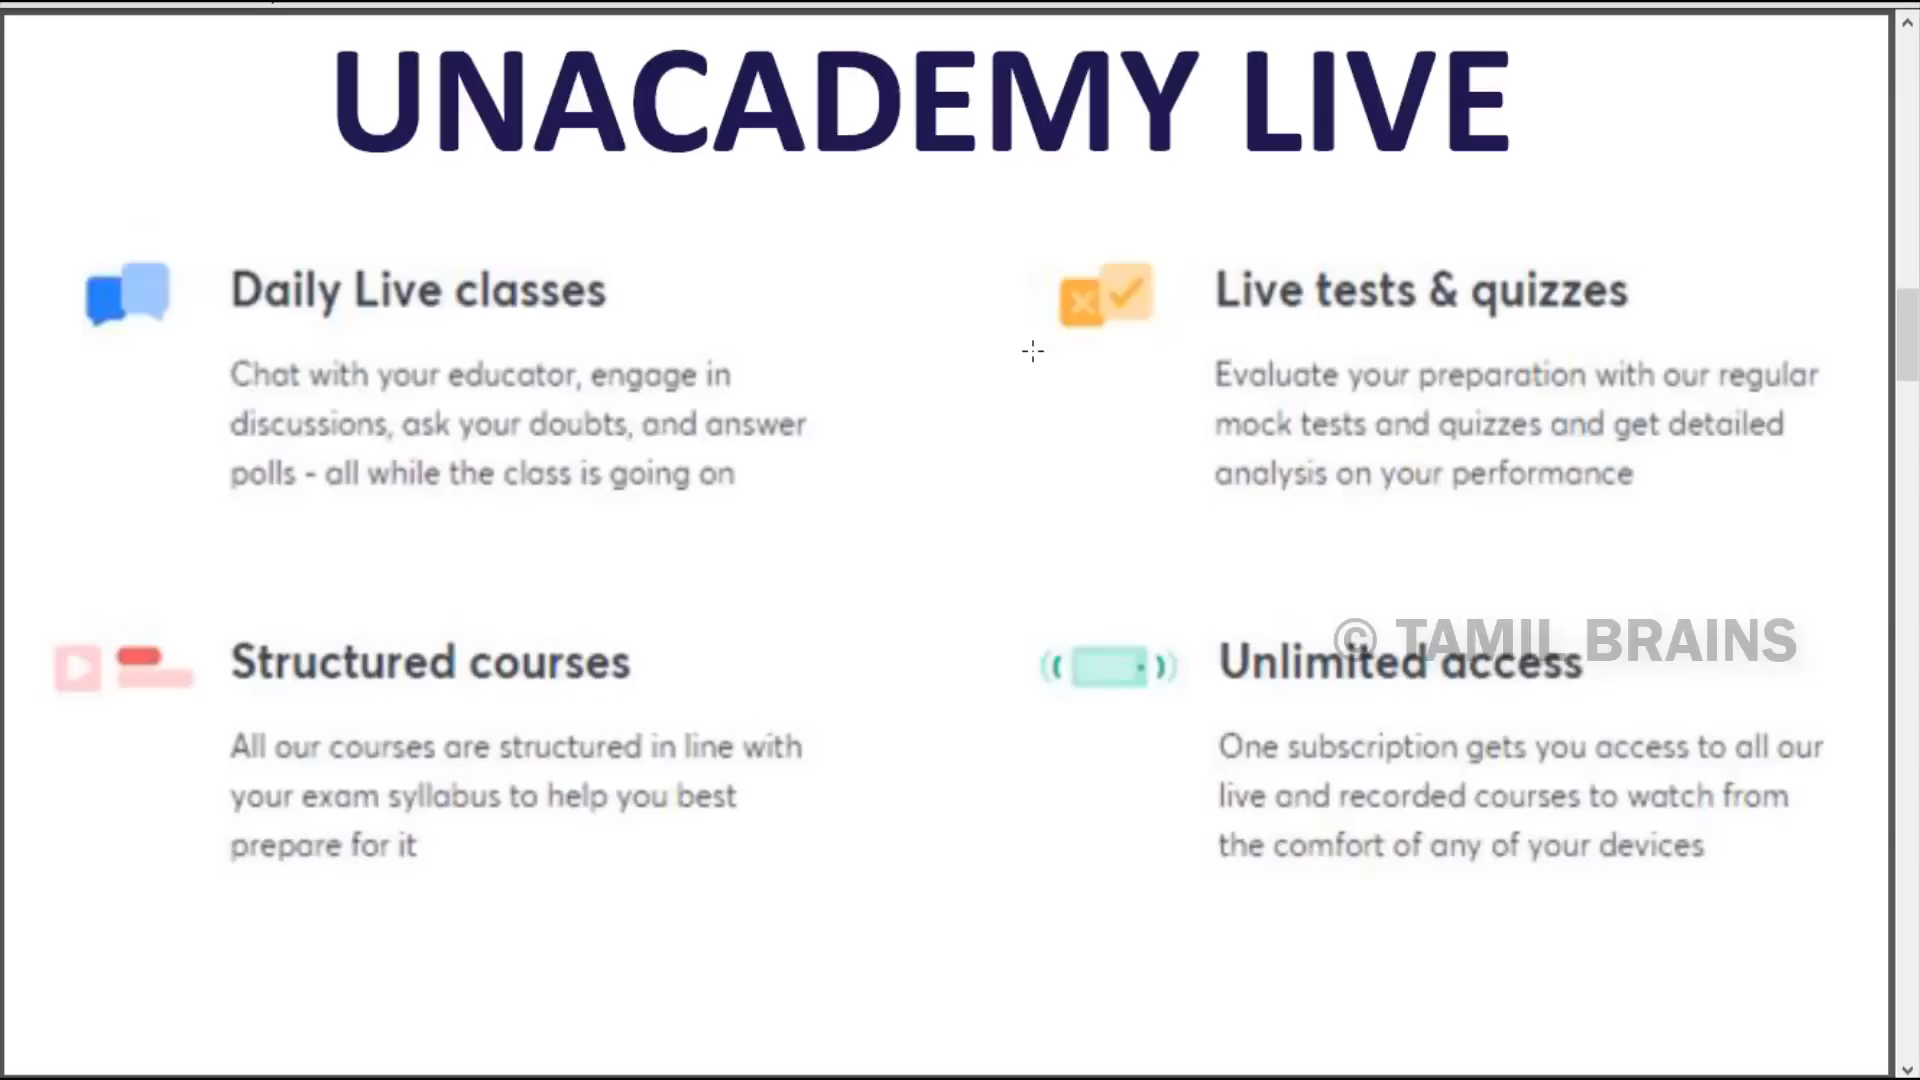 UNACADEMY LIVE
Daily Live classes
Chat with your educator, engage in
discussions, ask your doubts, and answer
polls - all while the class is going on
Live tests & quizzes
Evaluate your preparation with our regular
mock tests and quizzes and get detailed
analysis on your performance
Structured courses
All our courses are structured in line with
your exam syllabus to help you best
prepare for it
© TAMIL BRAINS
Unlimited access
One subscription gets you access to all our
live and recorded courses to watch from
the comfort of any of your devices